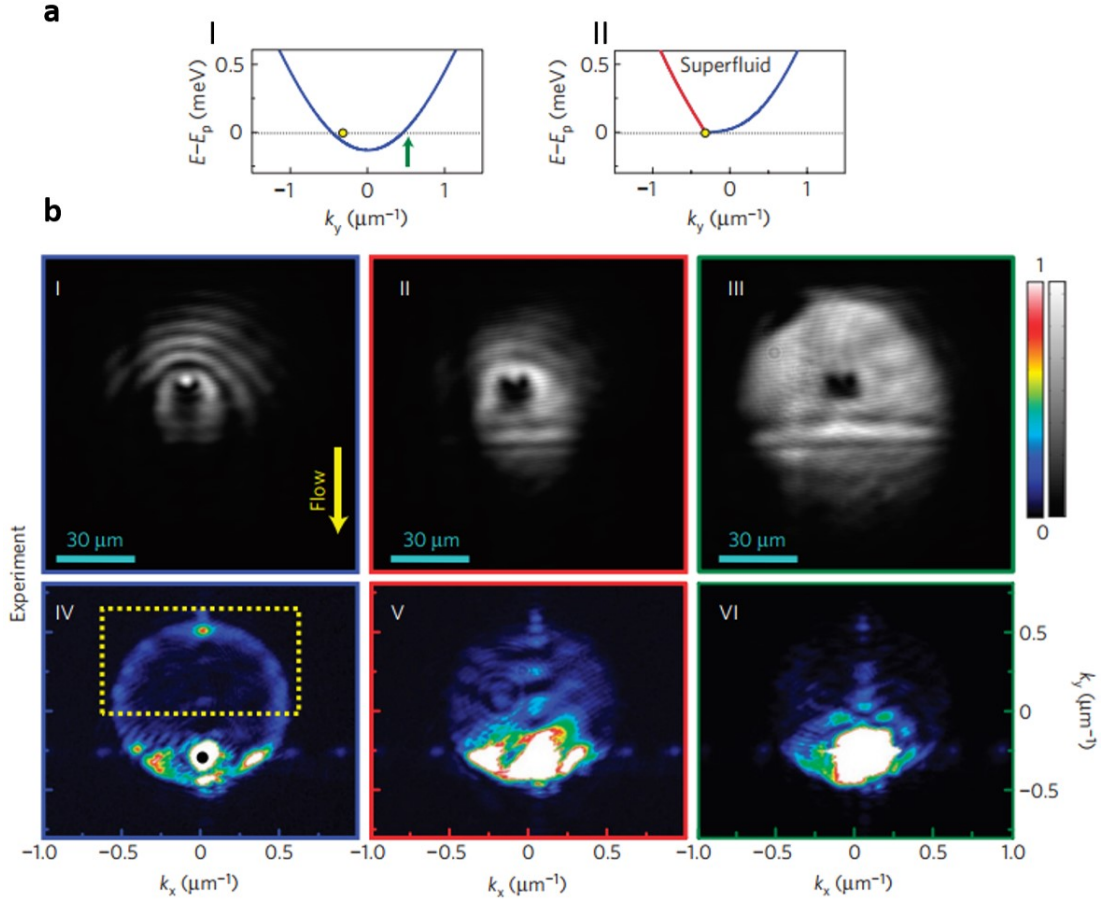 a
I
II
0.5
0
E–Eₚ (meV)
−1
0
1
kᵧ (μm⁻¹)
0.5
0
E–Eₚ (meV)
Superfluid
−1
0
1
kᵧ (μm⁻¹)
b
Experiment
I
Flow
30 μm
II
30 μm
III
30 μm
1
0
IV
V
VI
0.5
0
−0.5
kᵧ (μm⁻¹)
−1.0
−0.5
0
0.5
−1.0
−0.5
0
0.5
−1.0
−0.5
0
0.5
1.0
kₓ (μm⁻¹)
kₓ (μm⁻¹)
kₓ (μm⁻¹)